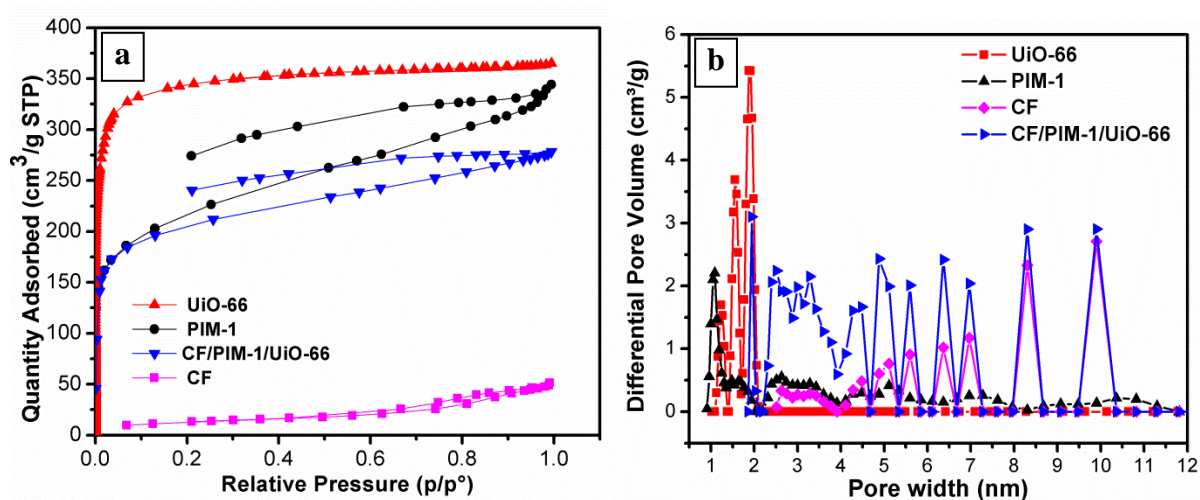 a
400
350
300
250
200
150
100
50
0
Quantity Adsorbed (cm³/g STP)
UiO-66
PIM-1
CF/PIM-1/UiO-66
CF
0.0 0.2 0.4 0.6 0.8 1.0
Relative Pressure (p/p°)
b
6
5
4
3
2
1
0
Differential Pore Volume (cm³/g)
UiO-66
PIM-1
CF
CF/PIM-1/UiO-66
1 2 3 4 5 6 7 8 9 10 11 12
Pore width (nm)